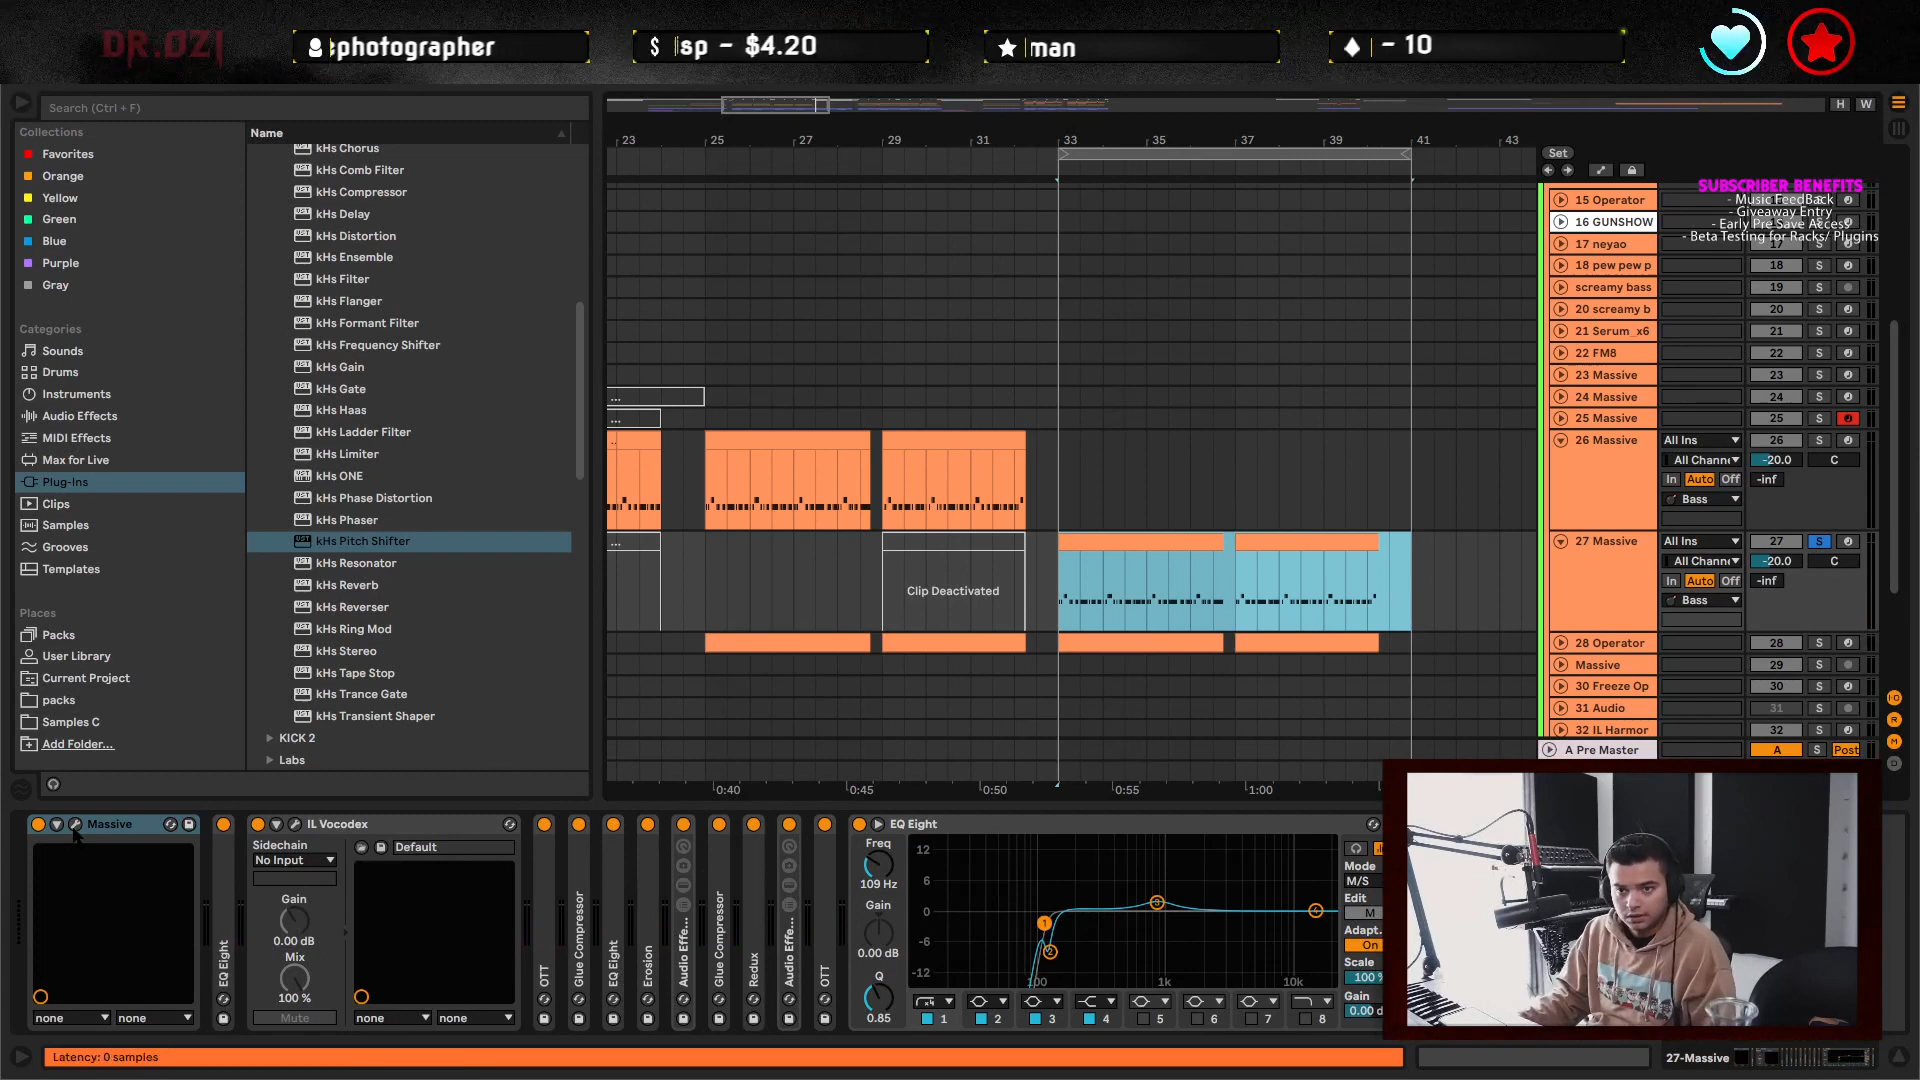 DR.OZI
:photographer
$ sp - $4.20
man
- 10
Search (Ctrl + F)
Collections
Favorites
Orange
Yellow
Green
Blue
Purple
Gray
Categories
Sounds
Drums
Instruments
Audio Effects
MIDI Effects
Max for Live
Plug-Ins
Clips
Samples
Grooves
Templates
Places
Packs
User Library
Current Project
packs
Samples C
Add Folder...
Name
kHs Chorus
kHs Comb Filter
kHs Compressor
kHs Delay
kHs Distortion
kHs Ensemble
kHs Filter
kHs Flanger
kHs Formant Filter
kHs Frequency Shifter
kHs Gain
kHs Gate
kHs Haas
kHs Ladder Filter
kHs Limiter
kHs ONE
kHs Phase Distortion
kHs Phaser
kHs Pitch Shifter
kHs Resonator
kHs Reverb
kHs Reverser
kHs Ring Mod
kHs Stereo
kHs Tape Stop
kHs Trance Gate
kHs Transient Shaper
KICK 2
Labs
H W
23 25 27 29 31 33 35 37 39 41 43
Set
SUBSCRIBER BENEFITS
- Music FeedBack
- Giveaway Entry
- Early Pre Save Access
- Beta Testing for Racks/ Plugins
15 Operator S
16 GUNSHOW
17 neyao 17 S
18 pew pew p 18 S
screamy bass 19 S
20 screamy b 20 S
21 Serum_x6 21 S
22 FM8 22 S
23 Massive 23 S
24 Massive 24 S
25 Massive 25 S
26 Massive All Ins 26 S
All Channe -20.0 C
In Auto Off -inf
Bass
27 Massive All Ins 27 S
All Channe -20.0 C
In Auto Off -inf
Bass
28 Operator 28 S
Massive 29 S
30 Freeze Op 30 S
31 Audio 31 S
32 IL Harmor 32 S
A Pre Master A S Post
...
...
...
Clip Deactivated
0:40 0:45 0:50 0:55 1:00
I·O
R
M
D
Massive
none none
EQ Eight
IL Vocodex
Sidechain
No Input
Gain
0.00 dB
Mix
100 %
Mute
Default
none none
OTT
Glue Compressor
EQ Eight
Erosion
Audio Effe...
Glue Compressor
Redux
Audio Effe...
OTT
EQ Eight
Freq
109 Hz
Gain
0.00 dB
Q
0.85
12
6
0
-6
-12
100 1k 10k
1 2 3 4
1 2 3 4 5 6 7 8
Mode
M/S
Edit
M
Adapt.
On
Scale
100 %
Gain
0.00 d
Latency: 0 samples
27-Massive